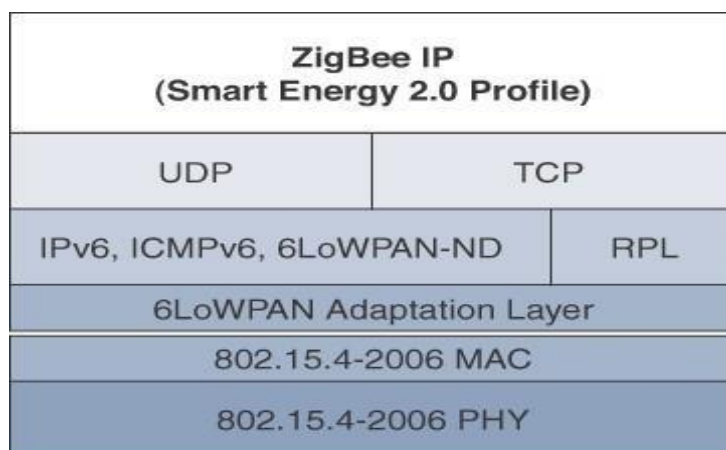 ZigBee IP
(Smart Energy 2.0 Profile)
UDP
TCP
IPv6, ICMPv6, 6LoWPAN-ND
RPL
6LoWPAN Adaptation Layer
802.15.4-2006 MAC
802.15.4-2006 PHY